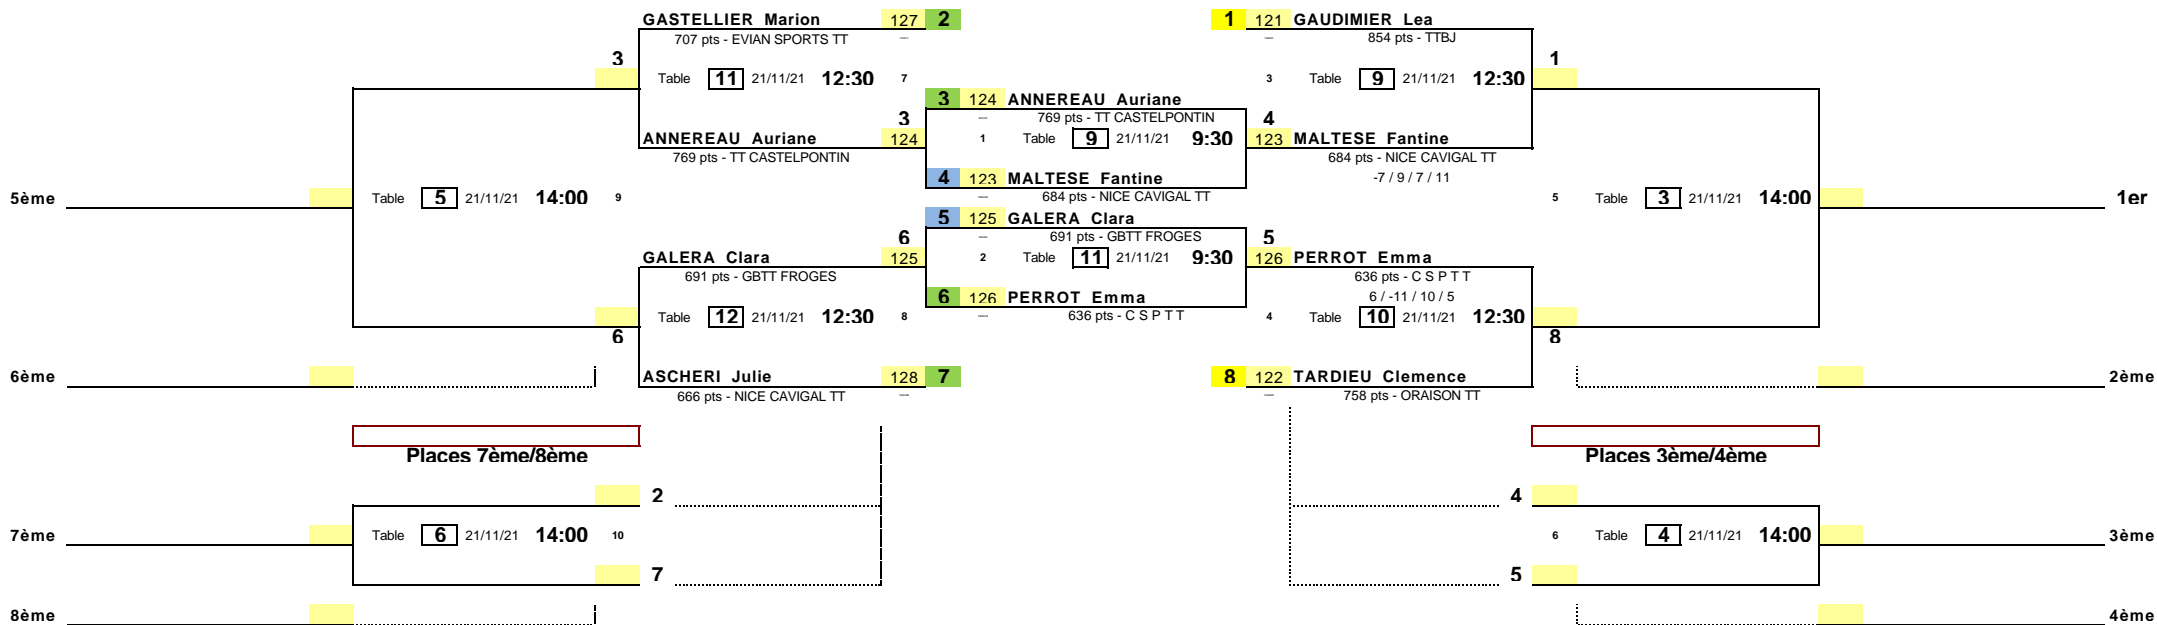 GASTELLIER Marion 127 2 1 121 GAUDIMIER Lea
707 pts - EVIAN SPORTS TT — — 854 pts - TTBJ
3 1
Table 11 21/11/21 12:30 7 3 Table 9 21/11/21 12:30
3 124 ANNEREAU Auriane
3 — 769 pts - TT CASTELPONTIN 4
ANNEREAU Auriane 124 1 Table 9 21/11/21 9:30 123 MALTESE Fantine
769 pts - TT CASTELPONTIN 684 pts - NICE CAVIGAL TT
4 123 MALTESE Fantine -7 / 9 / 7 / 11
5ème Table 5 21/11/21 14:00 9 — 684 pts - NICE CAVIGAL TT 5 Table 3 21/11/21 14:00 1er
5 125 GALERA Clara
6 — 691 pts - GBTT FROGES 5
GALERA Clara 125 2 Table 11 21/11/21 9:30 126 PERROT Emma
691 pts - GBTT FROGES 636 pts - C S P T T
6 126 PERROT Emma 6 / -11 / 10 / 5
Table 12 21/11/21 12:30 8 — 636 pts - C S P T T 4 Table 10 21/11/21 12:30
6 8
6ème ASCHERI Julie 128 7 8 122 TARDIEU Clemence 2ème
666 pts - NICE CAVIGAL TT — — 758 pts - ORAISON TT
Places 7ème/8ème Places 3ème/4ème
2 4
7ème Table 6 21/11/21 14:00 10 6 Table 4 21/11/21 14:00 3ème
7 5
8ème 4ème